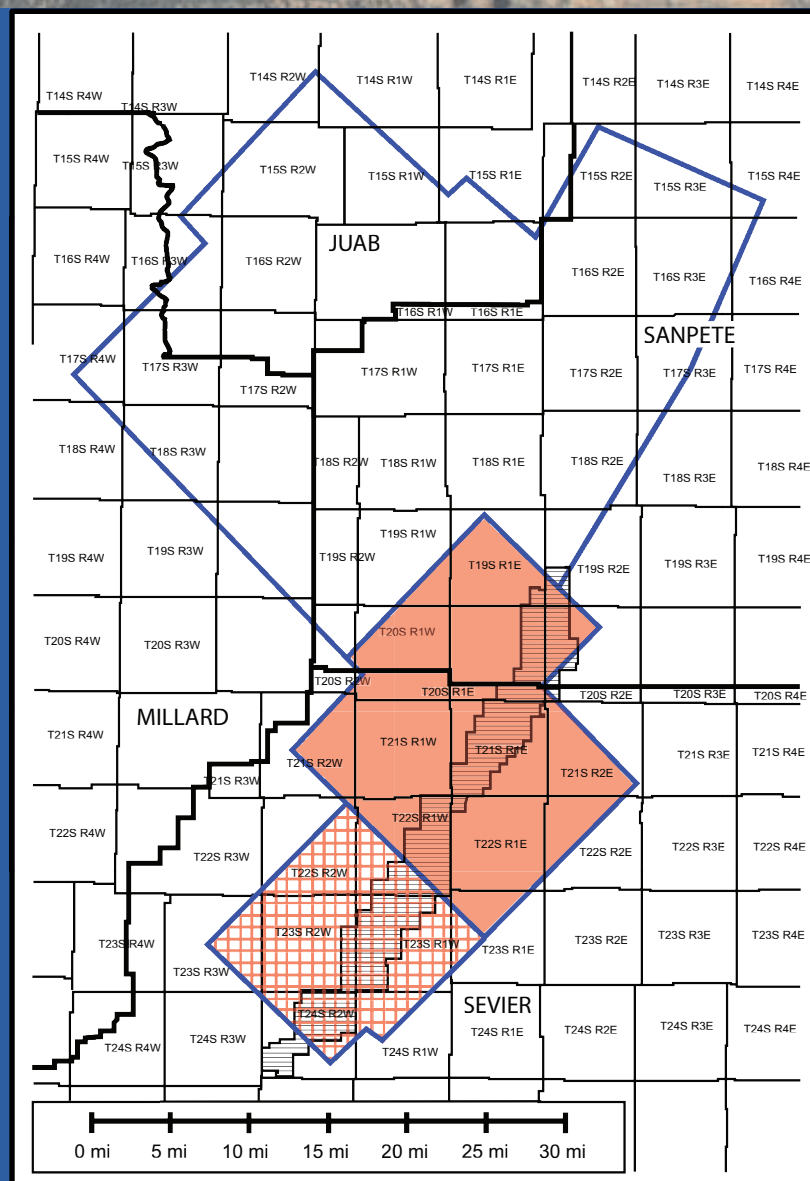 T14S R4W
T14S R3W
T14S R2W
T14S R1W
T14S R1E
T14S R2E
T14S R3E
T14S R4E
T15S R4W
T15S R3W
T15S R2W
T15S R1W
T15S R1E
T15S R2E
T15S R3E
T15S R4E
JUAB
T16S R4W
T16S R3W
T16S R2W
T16S R1W
T16S R1E
T16S R2E
T16S R3E
T16S R4E
SANPETE
T17S R4W
T17S R3W
T17S R2W
T17S R1W
T17S R1E
T17S R2E
T17S R3E
T17S R4E
T18S R4W
T18S R3W
T18S R2W
T18S R1W
T18S R1E
T18S R2E
T18S R3E
T18S R4E
T19S R4W
T19S R3W
T19S R2W
T19S R1W
T19S R1E
T19S R2E
T19S R3E
T19S R4E
T20S R4W
T20S R3W
T20S R1W
T20S R2W
T20S R1E
T20S R2E
T20S R3E
T20S R4E
MILLARD
T21S R4W
T21S R3W
T21S R2W
T21S R1W
T21S R1E
T21S R2E
T21S R3E
T21S R4E
T22S R4W
T22S R3W
T22S R2W
T22S R1W
T22S R1E
T22S R2E
T22S R3E
T22S R4E
T23S R4W
T23S R3W
T23S R2W
T23S R1W
T23S R1E
T23S R2E
T23S R3E
T23S R4E
SEVIER
T24S R4W
T24S R3W
T24S R2W
T24S R1W
T24S R1E
T24S R2E
T24S R3E
T24S R4E
0 mi 5 mi 10 mi 15 mi 20 mi 25 mi 30 mi